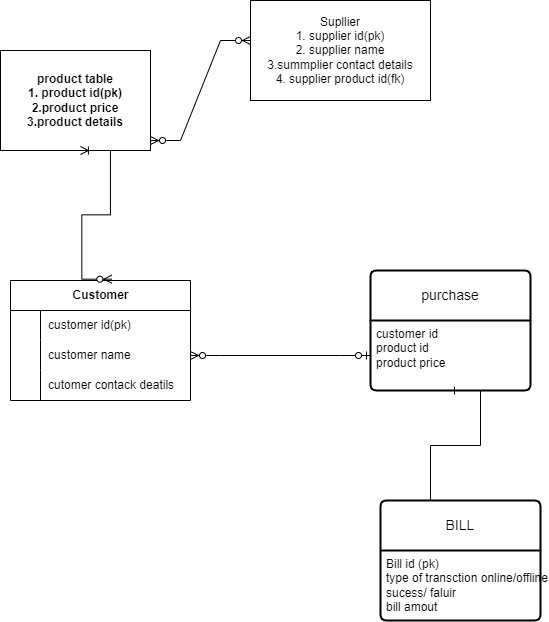 Supllier
1. supplier id(pk)
2. supplier name
3.summplier contact details
4. supplier product id(fk)
product table
1. product id(pk)
2.product price
3.product details
Customer
customer id(pk)
customer name
cutomer contack deatils
purchase
customer id
product id
product price
BILL
Bill id (pk)
type of transction online/offline
sucess/ faluir
bill amout